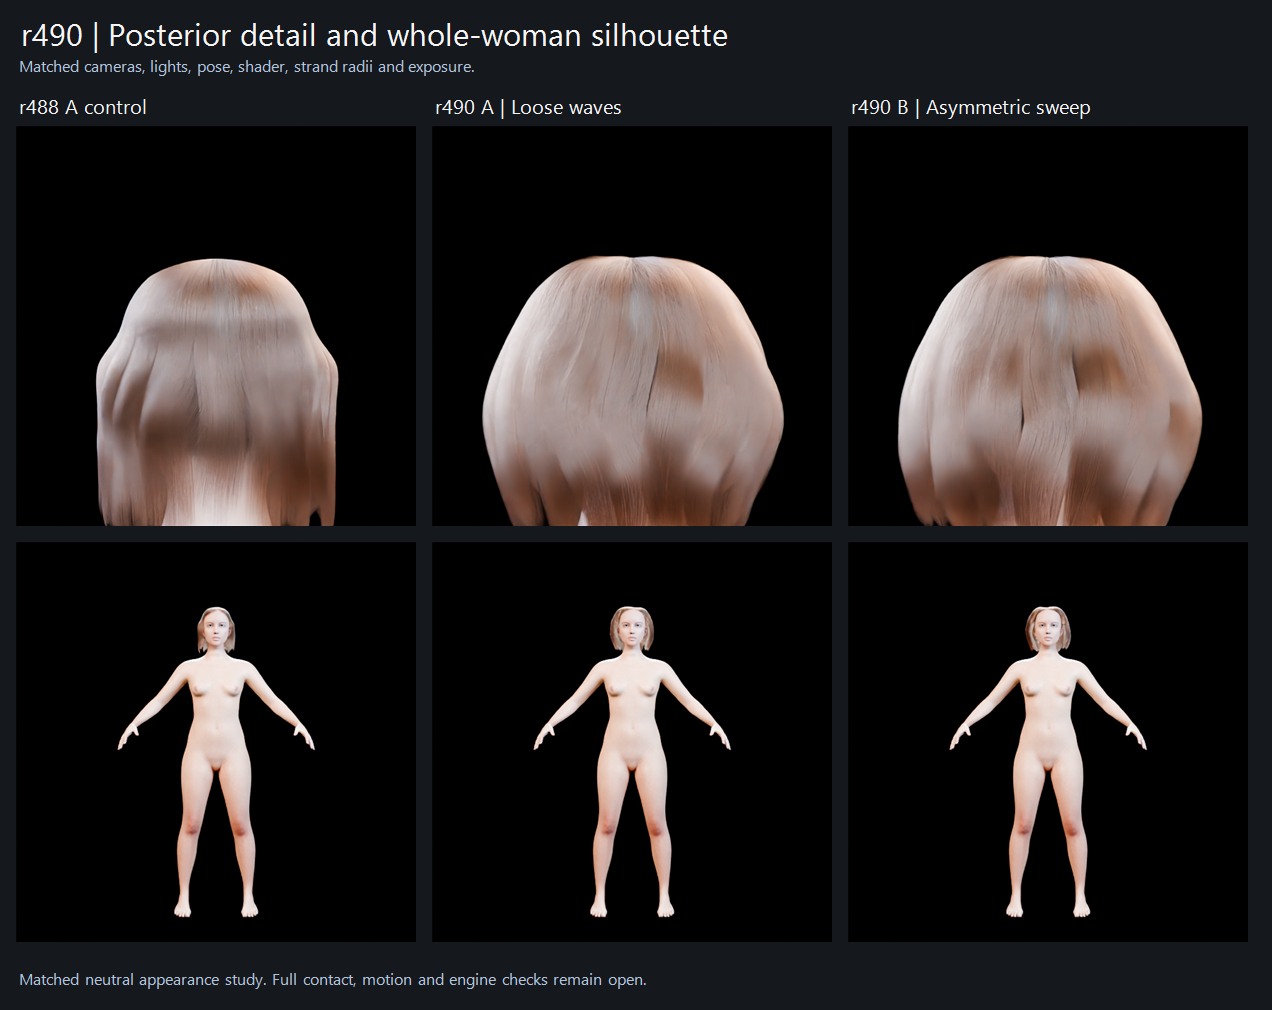 r490 | Posterior detail and whole-woman silhouette
Matched cameras, lights, pose, shader, strand radii and exposure.
r488 A control
r490 A | Loose waves
r490 B | Asymmetric sweep
Matched neutral appearance study. Full contact, motion and engine checks remain open.